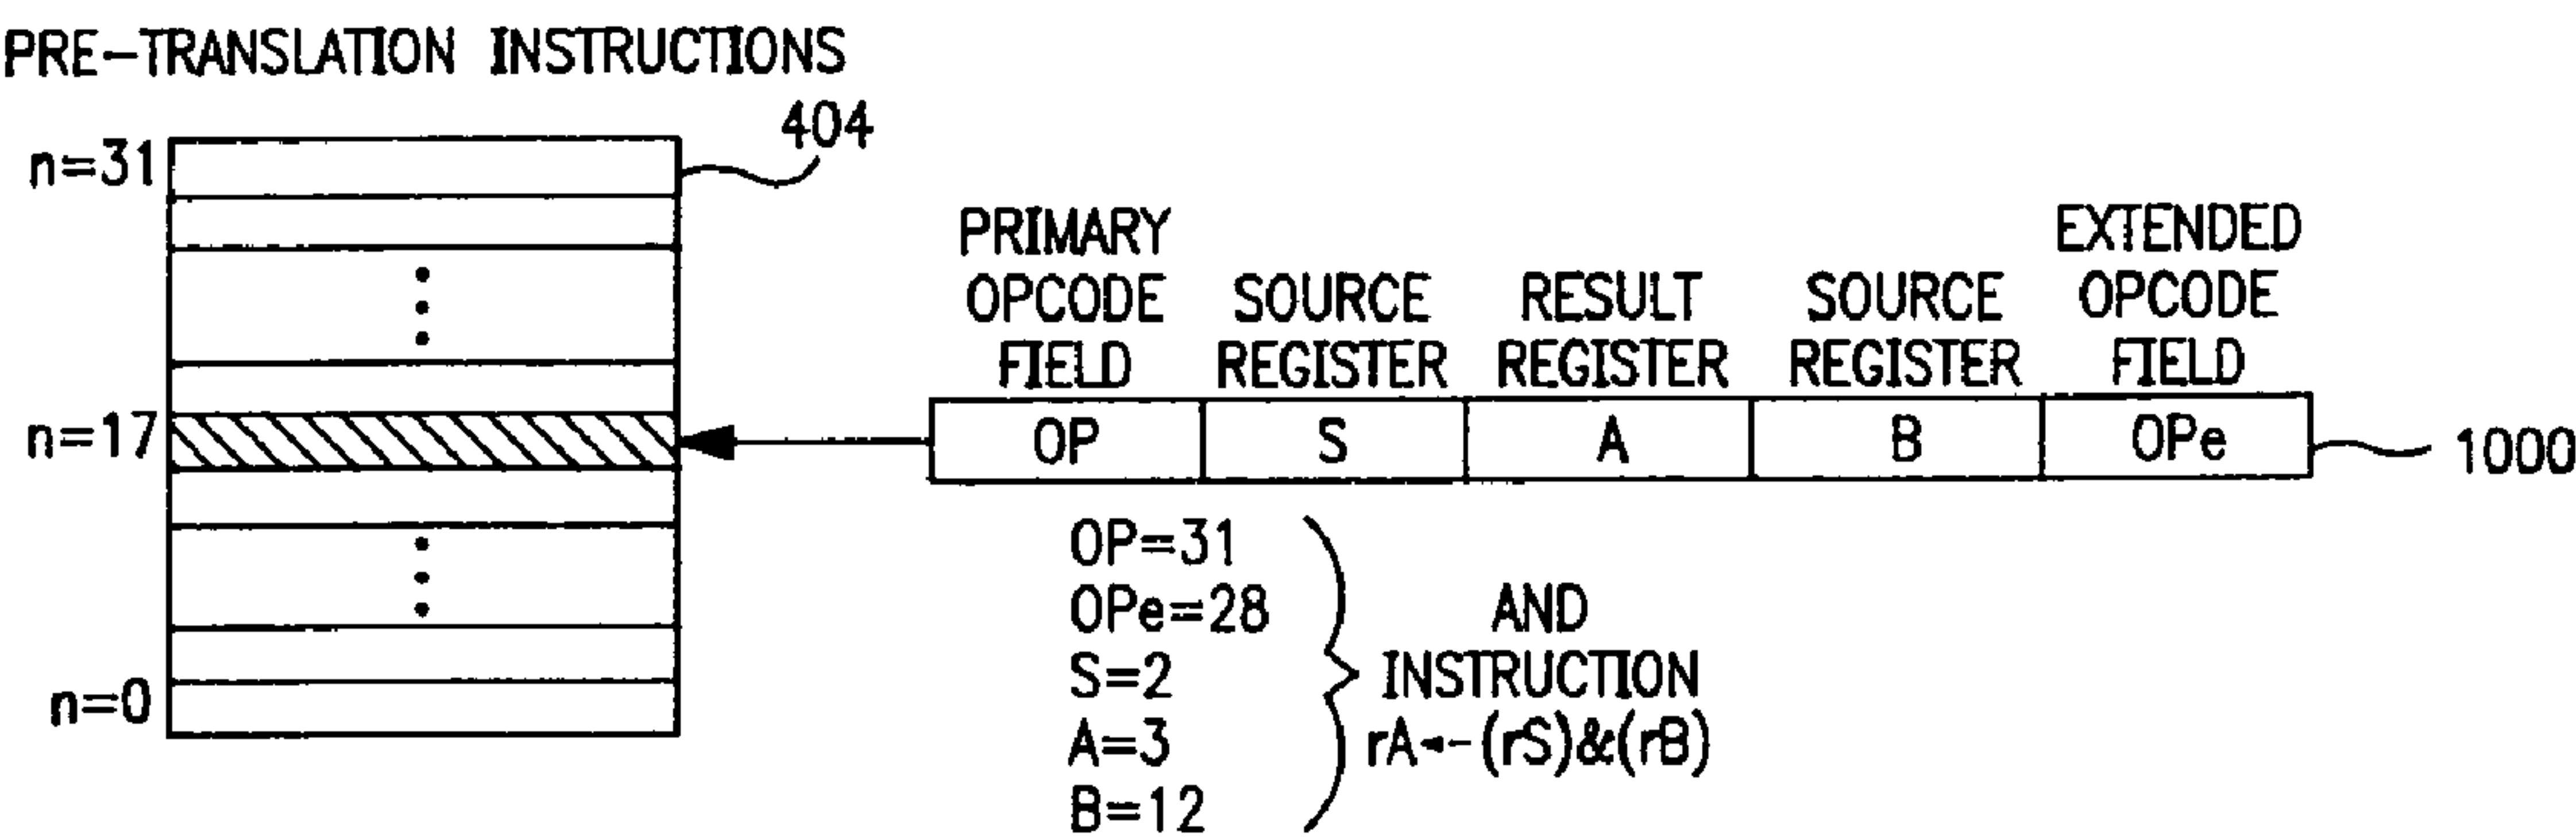 PRE-TRANSLATION INSTRUCTIONS
404
n=31
n=17
n=0
PRIMARY
OPCODE
FIELD
SOURCE
REGISTER
RESULT
REGISTER
SOURCE
REGISTER
EXTENDED
OPCODE
FIELD
OP S A B OPe
1000
OP=31
OPe=28
S=2
A=3
B=12
AND
INSTRUCTION
rA←(rS)&(rB)